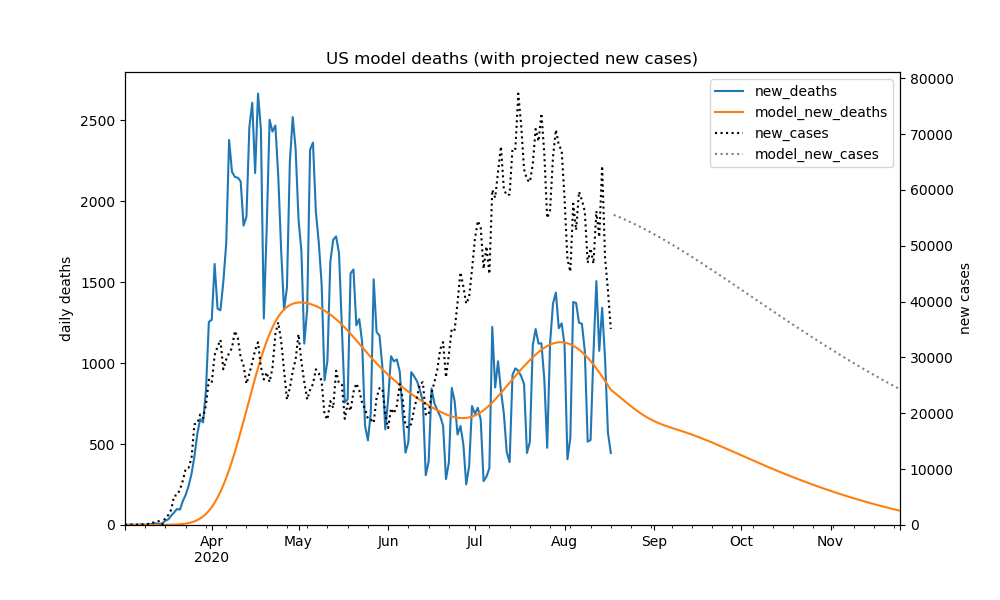 US model deaths (with projected new cases)
new_deaths
model_new_deaths
new_cases
model_new_cases
daily deaths
2500
2000
1500
1000
500
0
80000
70000
60000
50000
40000
30000
20000
10000
0
new cases
Apr
2020
May
Jun
Jul
Aug
Sep
Oct
Nov